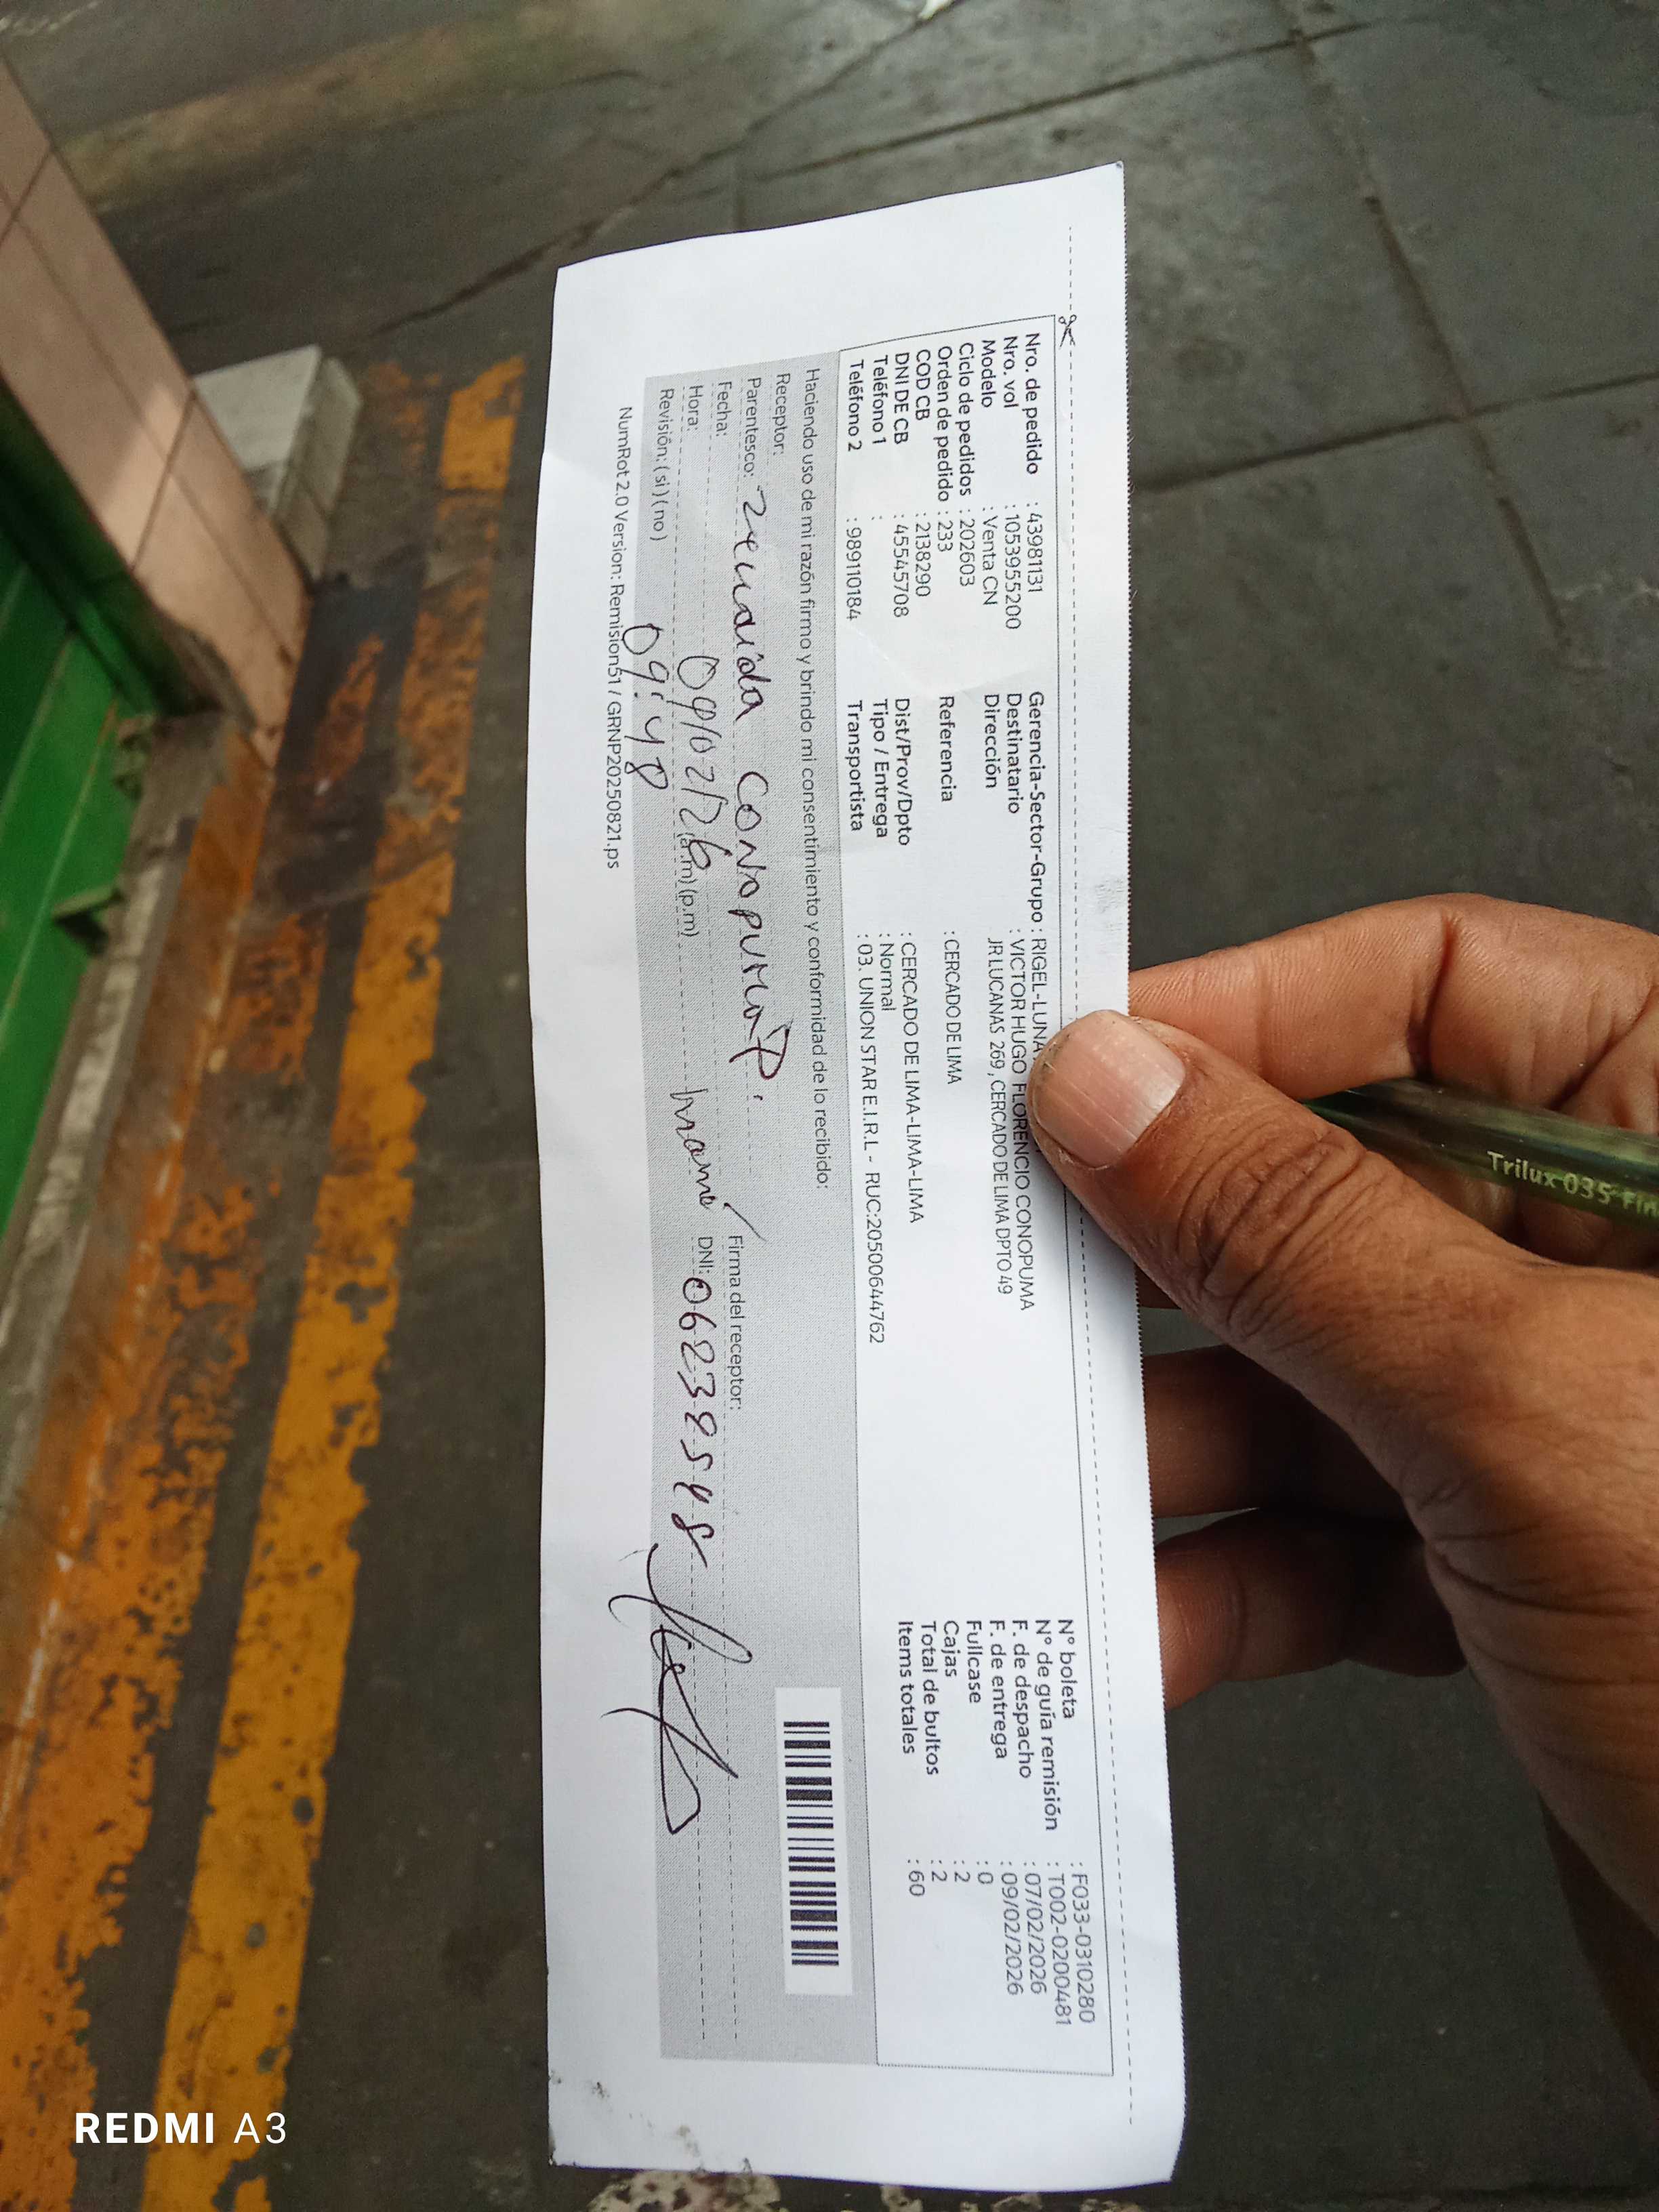 Nro. de pedido : 43981131
Nro. vol : 1053955200
Modelo : Venta CN
Ciclo de pedidos : 202603
Orden de pedido : 233
COD CB : 2138290
DNI DE CB : 45545708
Teléfono 1 :
Teléfono 2 : 989110184
Gerencia-Sector-Grupo : RIGEL-LUNA
Destinatario : VICTOR HUGO FLORENCIO CONOPUMA
Dirección JR LUCANAS 269 , CERCADO DE LIMA DPTO 49
Referencia : CERCADO DE LIMA
Dist/Prov/Dpto : CERCADO DE LIMA-LIMA-LIMA
Tipo / Entrega : Normal
Transportista : 03. UNION STAR E.I.R.L - RUC:20500644762
N° boleta : F033-0310280
N° de guía remisión : T002-0200481
F. de despacho : 07/02/2026
F. de entrega : 09/02/2026
Fullcase : 0
Cajas : 2
Total de bultos : 2
Items totales : 60
Haciendo uso de mi razón firmo y brindo mi consentimiento y conformidad de lo recibido:
Receptor:
Parentesco: conopuma P.
Fecha: 09/02/26
Hora: (a.m) (p.m)
09:48
Revisión: (si) ( no )
mamá
Firma del receptor:
DNI: 06238548
NumRot 2.0 Version: Remision51 / GRNP20250821.ps
Trilux 035 Fin
REDMI A3